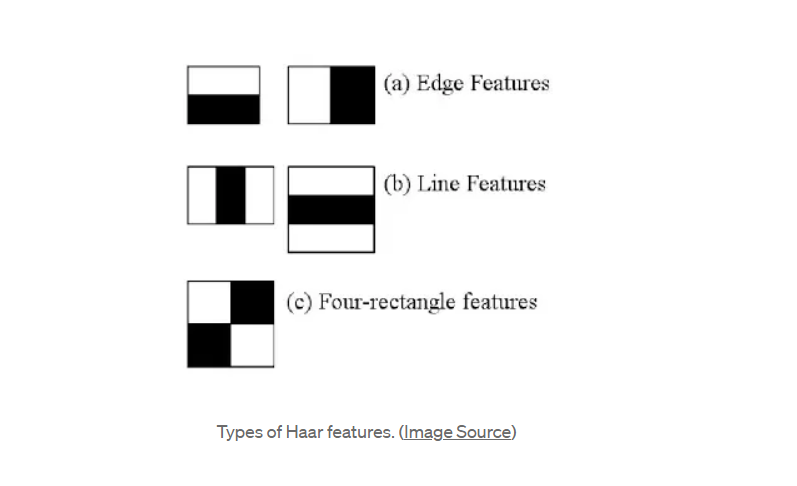 (a) Edge Features
(b) Line Features
(c) Four-rectangle features
Types of Haar features. (Image Source)